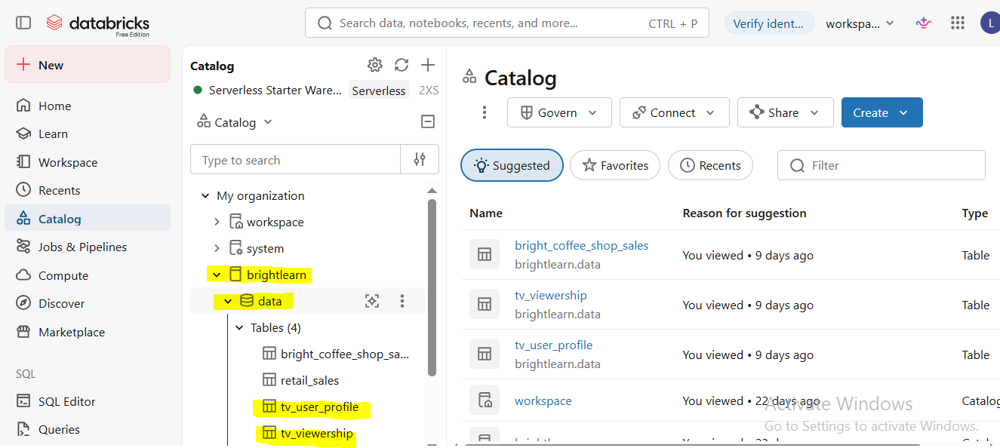 databricks
Free Edition
Search data, notebooks, recents, and more...
CTRL + P
Verify ident...
workspa...
L
New
Home
Learn
Workspace
Recents
Catalog
Jobs & Pipelines
Compute
Discover
Marketplace
SQL
SQL Editor
Queries
Catalog
Serverless Starter Ware...
Serverless
2XS
Catalog
Type to search
My organization
workspace
system
brightlearn
data
Tables (4)
bright_coffee_shop_sa...
retail_sales
tv_user_profile
tv_viewership
Catalog
Govern
Connect
Share
Create
Suggested
Favorites
Recents
Filter
Name
Reason for suggestion
Type
bright_coffee_shop_sales
brightlearn.data
You viewed • 9 days ago
Table
tv_viewership
brightlearn.data
You viewed • 9 days ago
Table
tv_user_profile
brightlearn.data
You viewed • 9 days ago
Table
workspace
You viewed • 22 days ago
Catalog
Activate Windows
Go to Settings to activate Windows.